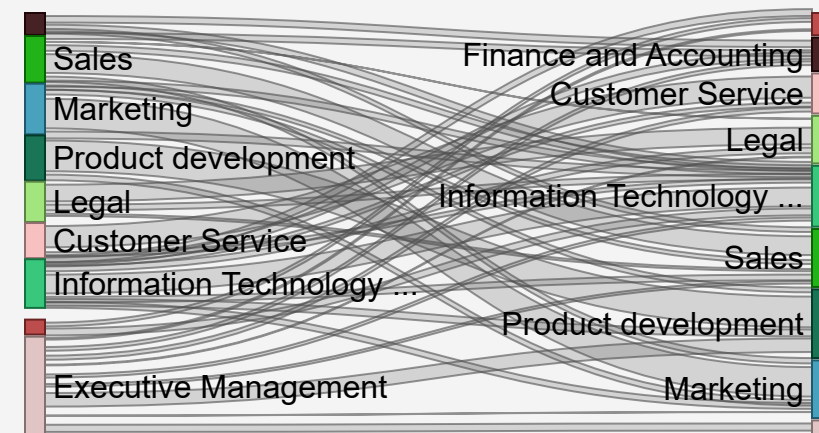 Sales
Marketing
Product development
Legal
Customer Service
Information Technology ...
Executive Management
Finance and Accounting
Customer Service
Legal
Information Technology ...
Sales
Product development
Marketing